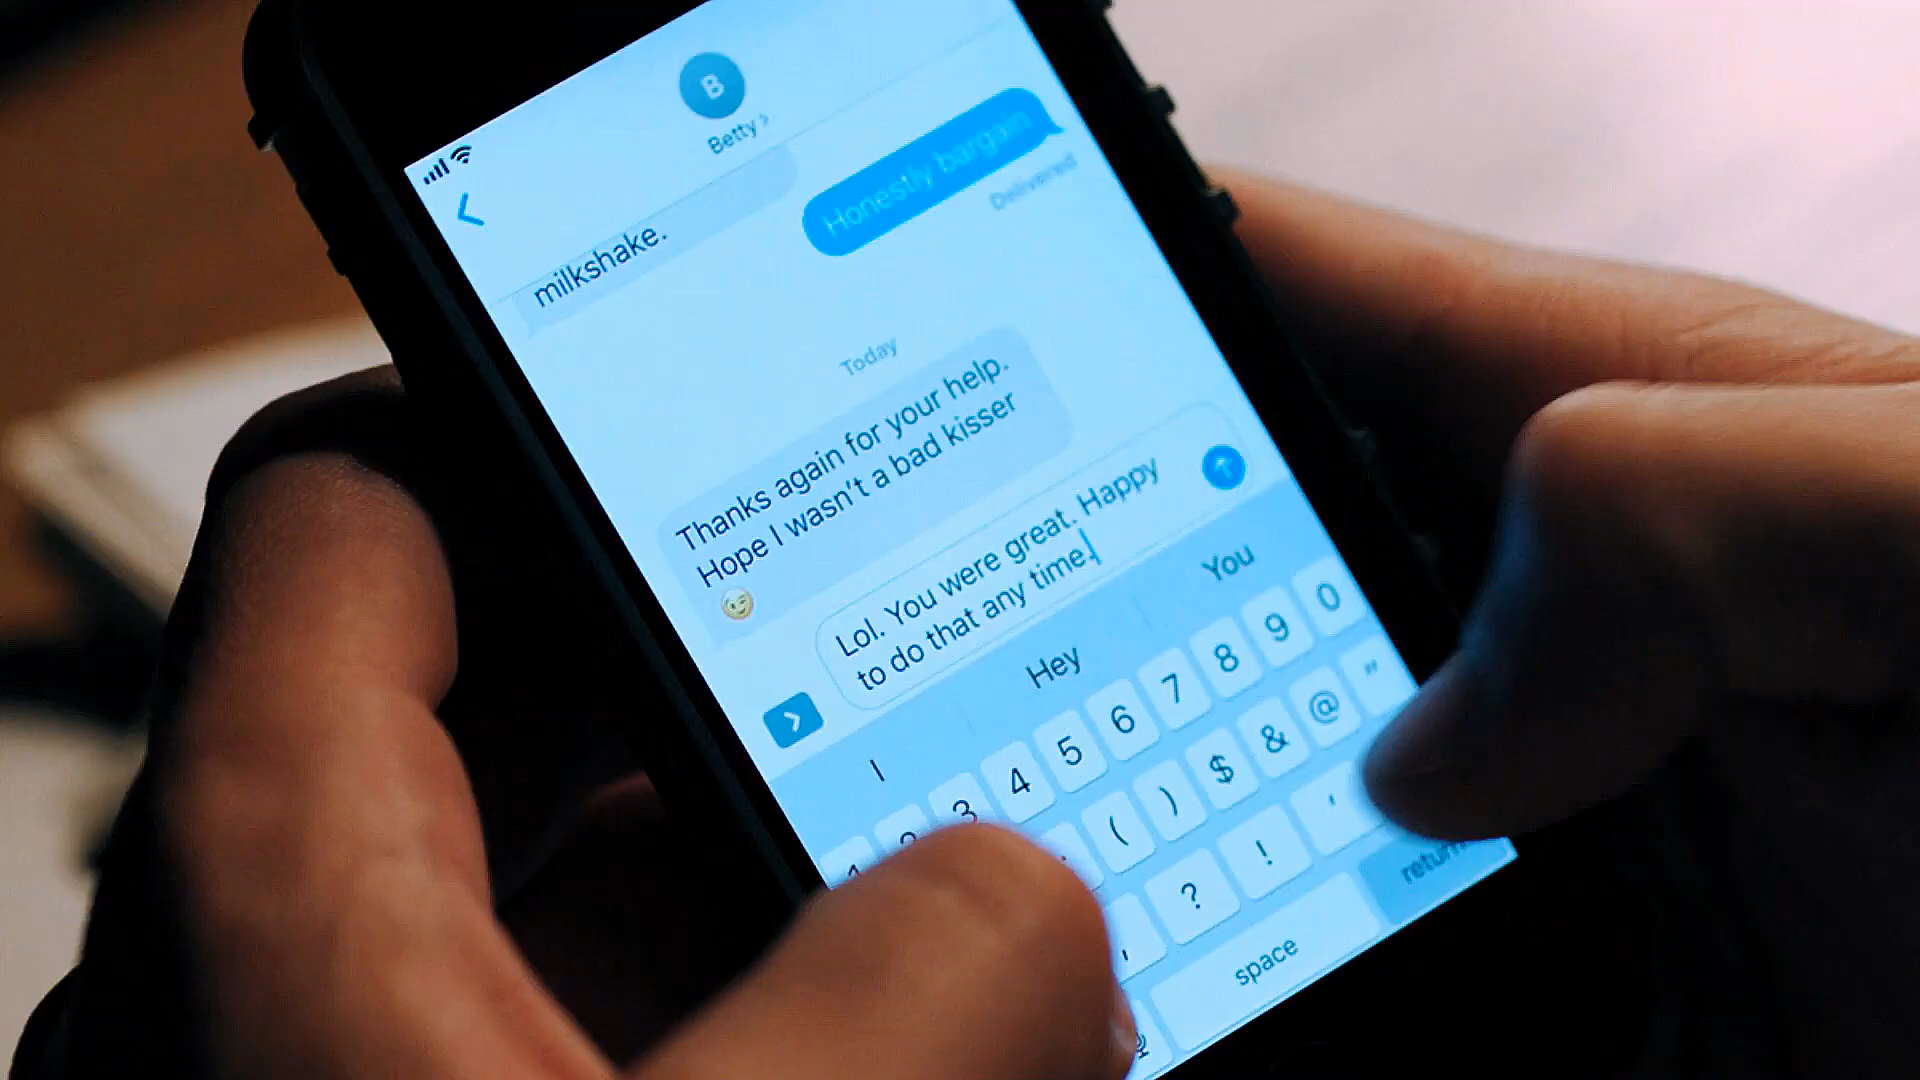 B
Betty >
Honestly bargain
Delivered
milkshake.
Today
Thanks again for your help.
Hope I wasn't a bad kisser
😉
Lol. You were great. Happy
to do that any time.
I Hey You
1 2 3 4 5 6 7 8 9 0
( ) $ & @ "
, ? ! '
space return